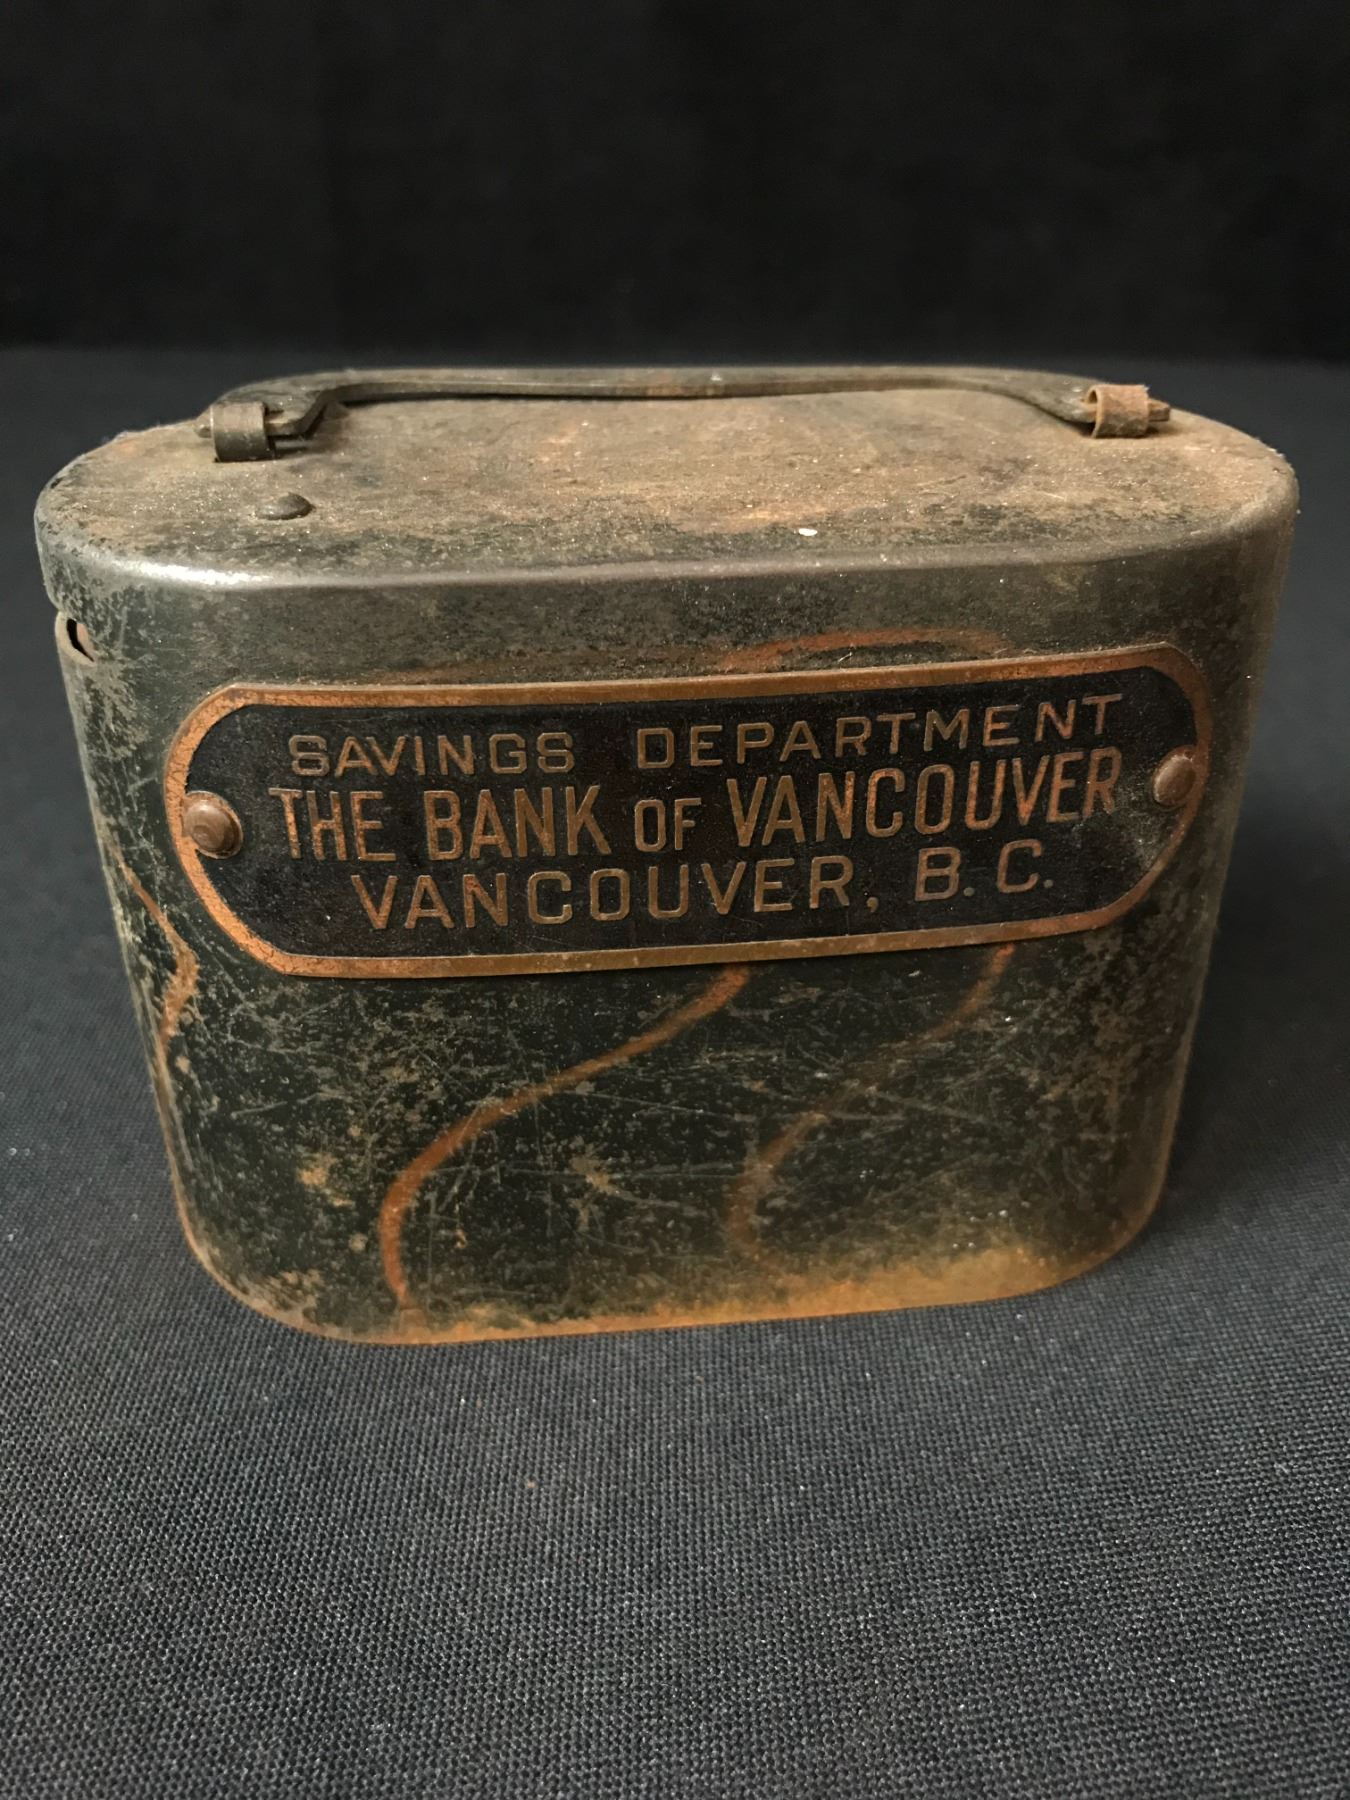 SAVINGS DEPARTMENT
THE BANK OF VANCOUVER
VANCOUVER, B.C.